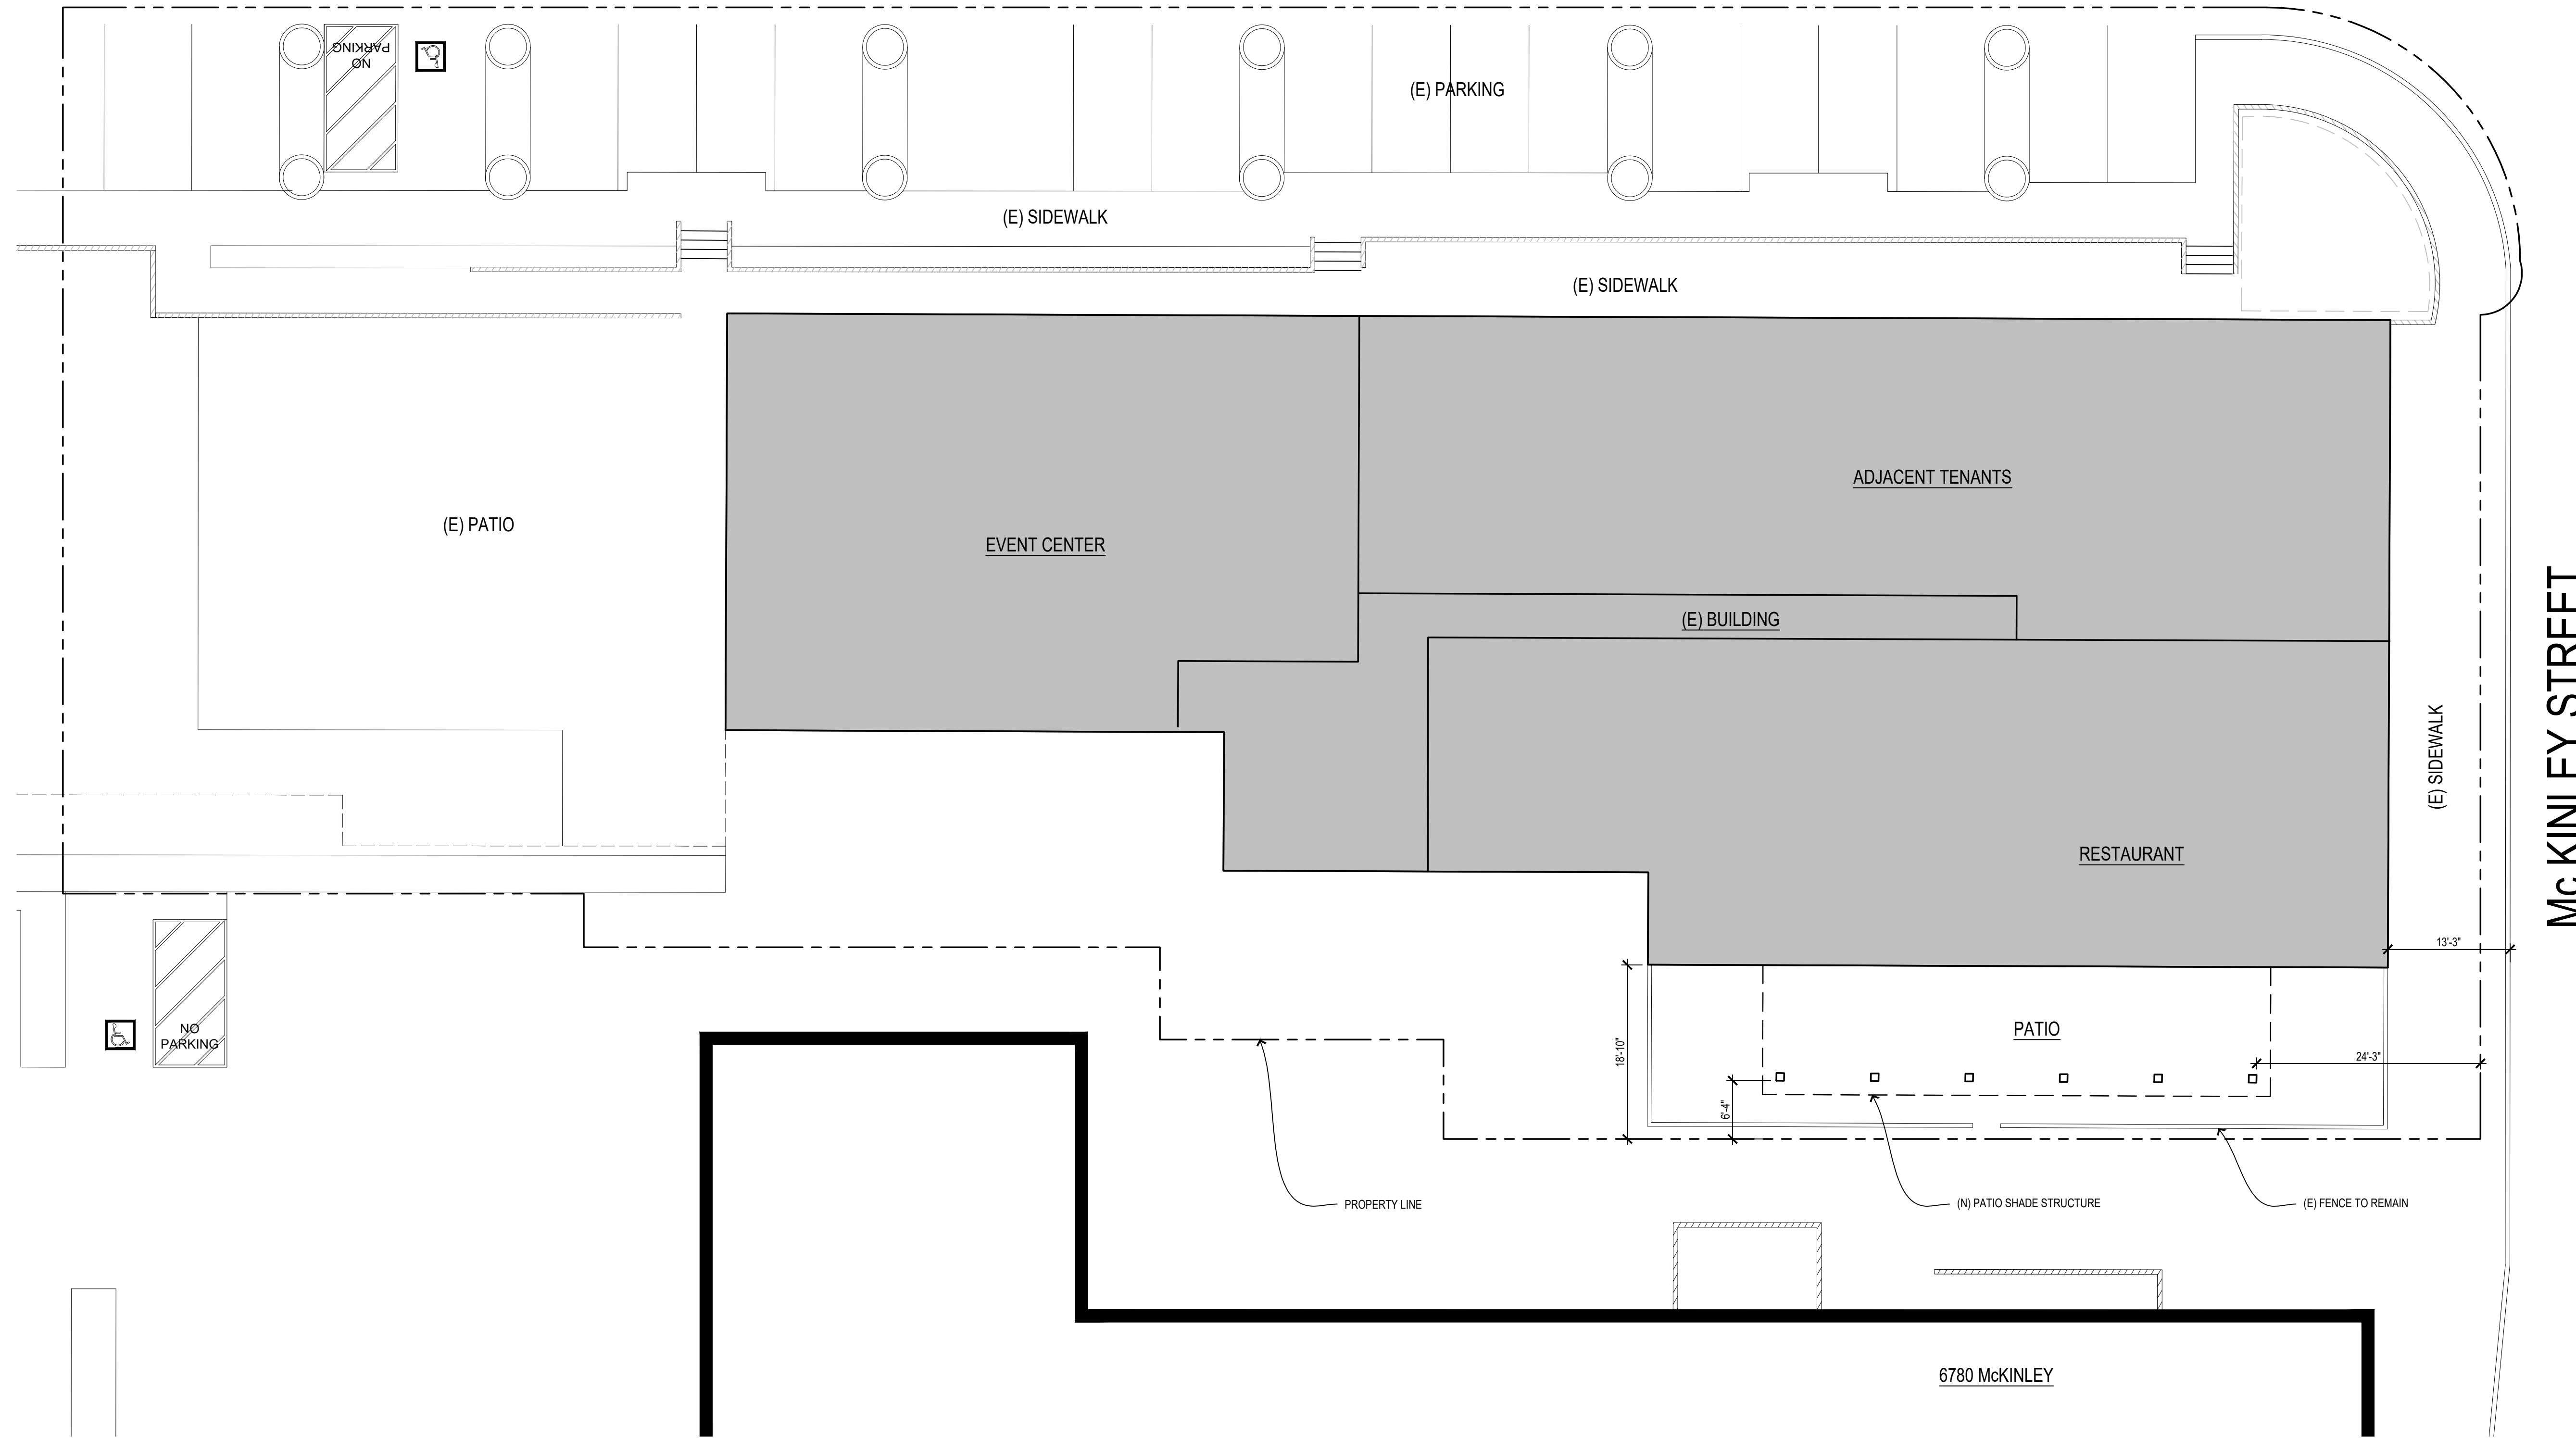 NO
PARKING
(E) PARKING
(E) SIDEWALK
(E) SIDEWALK
ADJACENT TENANTS
(E) PATIO
EVENT CENTER
(E) BUILDING
(E) SIDEWALK
Mc KINLEY STREET
RESTAURANT
13'-3"
NO
PARKING
PATIO
18'-10"
24'-3"
6'-4"
PROPERTY LINE
(N) PATIO SHADE STRUCTURE
(E) FENCE TO REMAIN
6780 McKINLEY